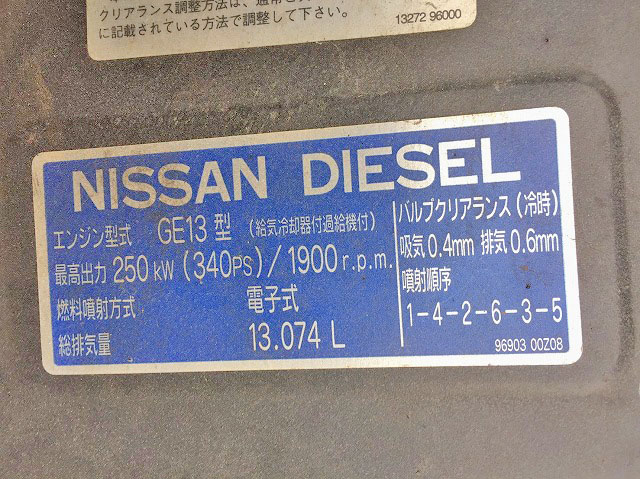 クリアランス調整方法は、
に記載されている方法で調整して下さい。
13272 96000
NISSAN DIESEL
エンジン型式 GE13型 (給気冷却器付過給機付)
最高出力 250 kW (340PS) / 1900 r.p.m.
燃料噴射方式 電子式
総排気量 13.074 L
バルブクリアランス (冷時)
吸気 0.4mm 排気 0.6mm
噴射順序
1-4-2-6-3-5
96903 00Z08